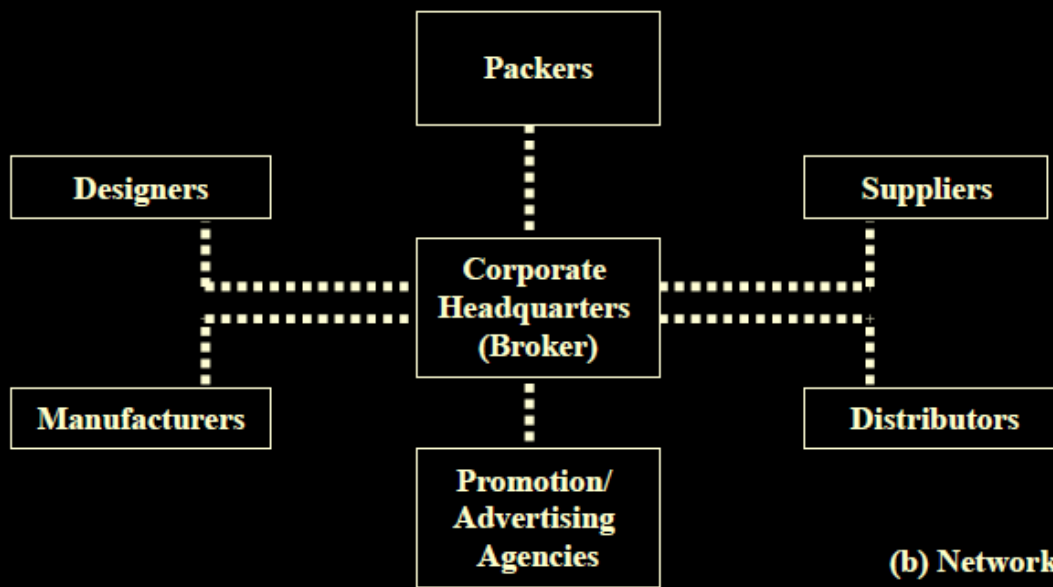 Packers
Designers
Suppliers
Corporate
Headquarters
(Broker)
Manufacturers
Distributors
Promotion/
Advertising
Agencies
(b) Network